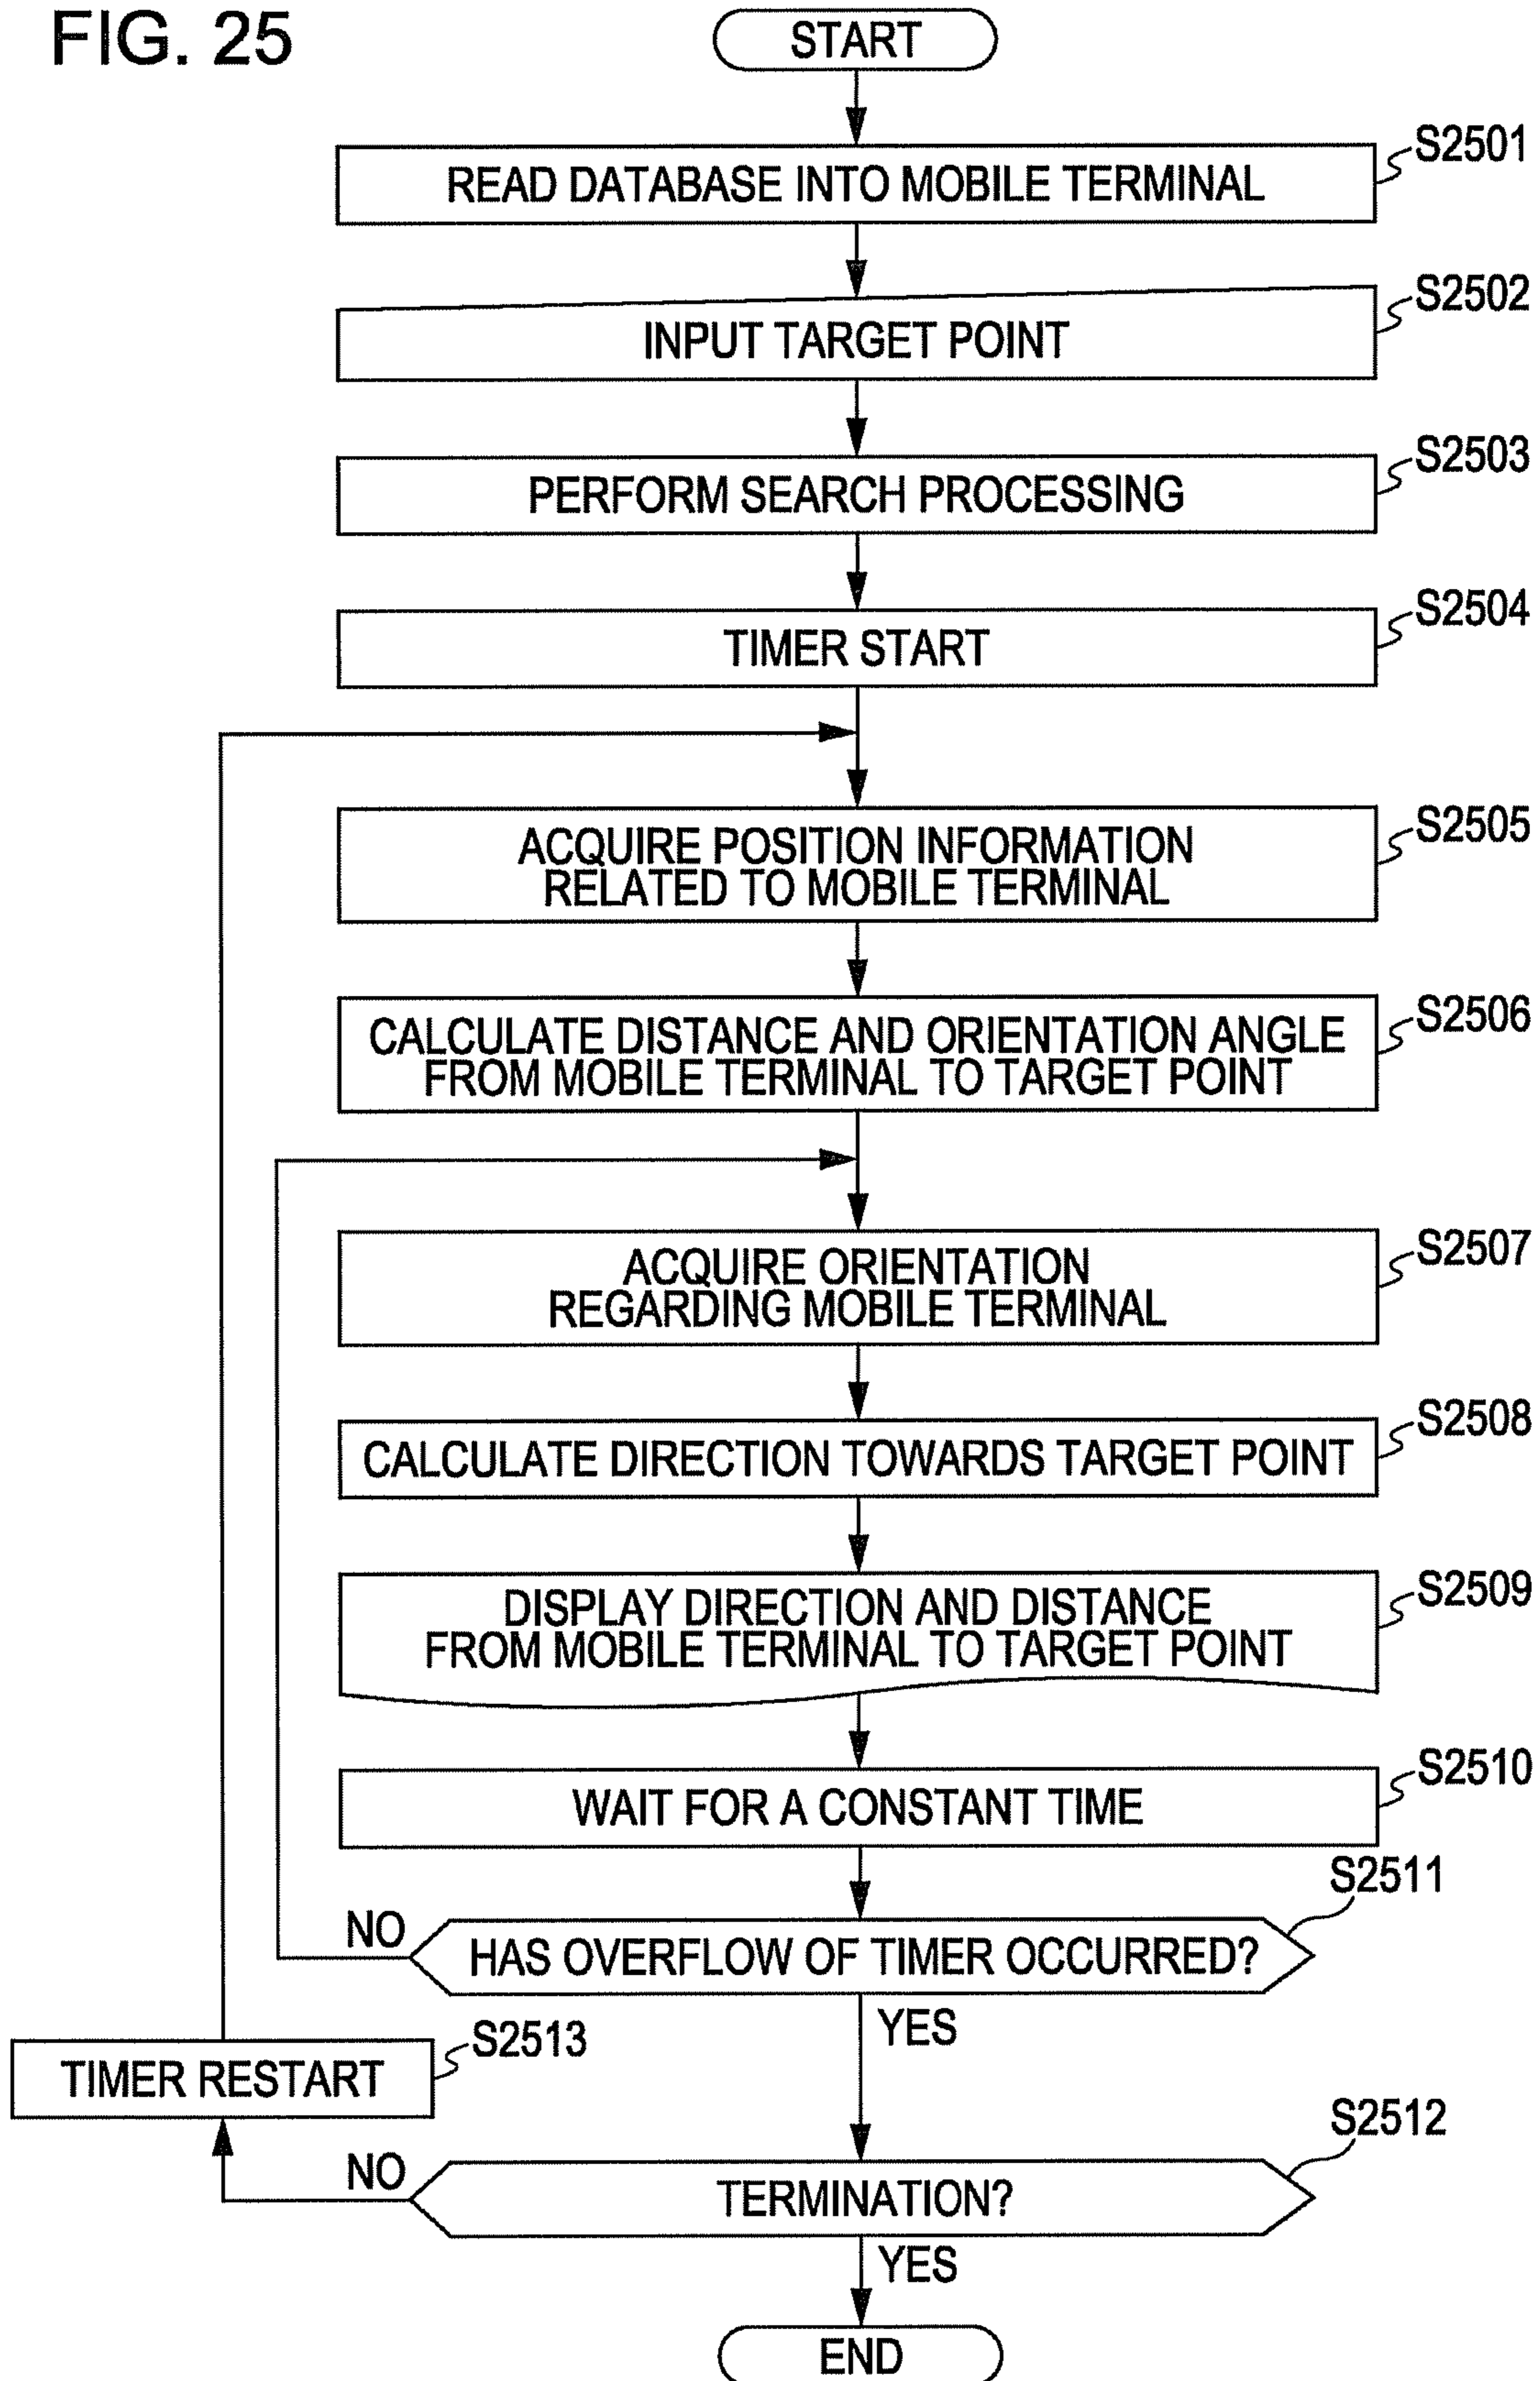 FIG. 25
START
READ DATABASE INTO MOBILE TERMINAL
S2501
INPUT TARGET POINT
S2502
PERFORM SEARCH PROCESSING
S2503
TIMER START
S2504
ACQUIRE POSITION INFORMATION
RELATED TO MOBILE TERMINAL
S2505
CALCULATE DISTANCE AND ORIENTATION ANGLE
FROM MOBILE TERMINAL TO TARGET POINT
S2506
ACQUIRE ORIENTATION
REGARDING MOBILE TERMINAL
S2507
CALCULATE DIRECTION TOWARDS TARGET POINT
S2508
DISPLAY DIRECTION AND DISTANCE
FROM MOBILE TERMINAL TO TARGET POINT
S2509
WAIT FOR A CONSTANT TIME
S2510
HAS OVERFLOW OF TIMER OCCURRED?
S2511
NO
YES
TIMER RESTART
S2513
TERMINATION?
S2512
NO
YES
END